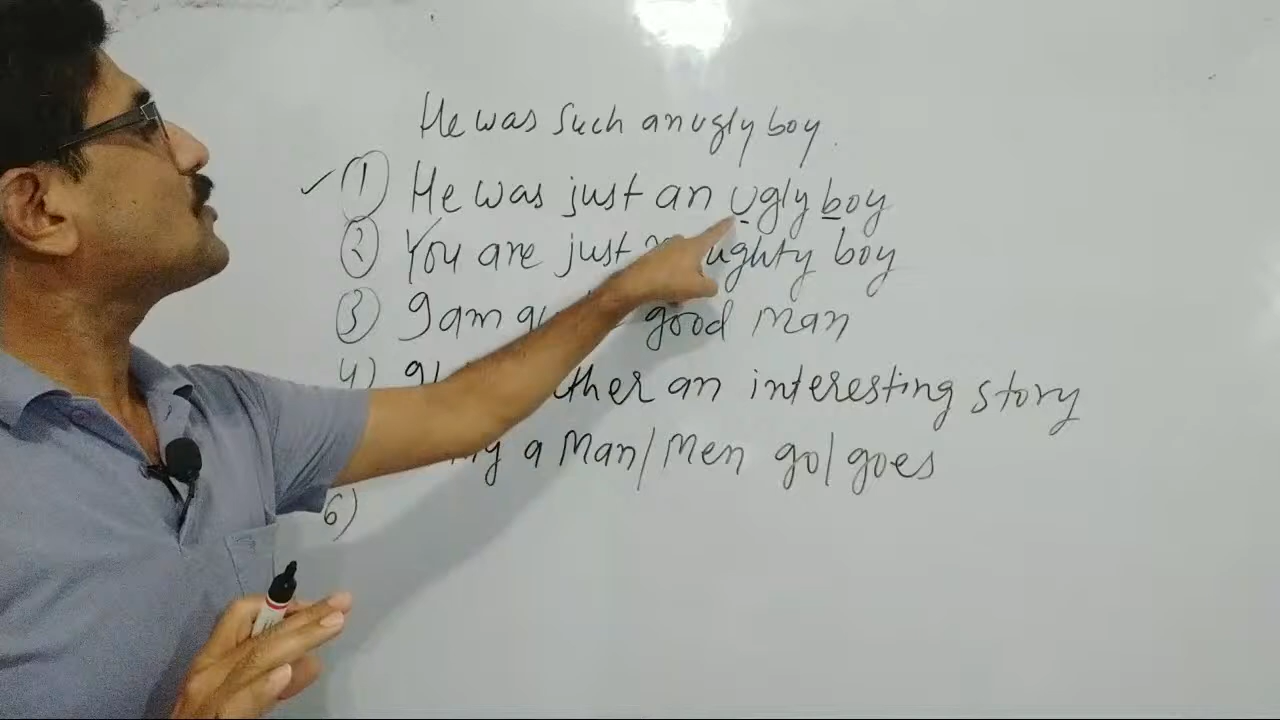 He was such an ugly boy.
✓ (1) He was just an ugly boy
(2) You are just naughty boy
(3) I am good man
4) an interesting story
a Man/Men go/goes
6)